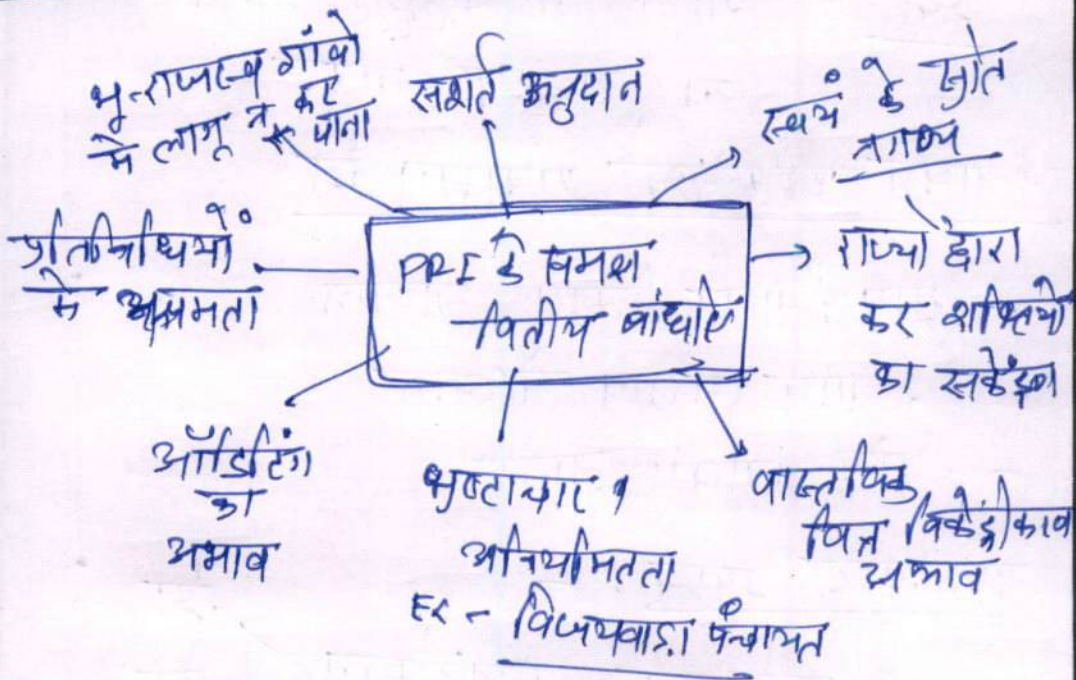 भू-राजस्व गांवो
मे लागू न कर
पाना
सशर्त अनुदान
स्वयं के स्रोत
नगण्य
प्रतिनिधियों
मे अक्षमता
PRI के समक्ष
वित्तीय बांधाएं
राज्यो द्वारा
कर शक्तियों
का सकेंद्रण
ऑडिटिंग
का
अभाव
भ्रष्टाचार
अनियमितता
Ex - विजयवाड़ा पंचायत
वास्तविक
वित्त विकेंद्रीकरण
अभाव